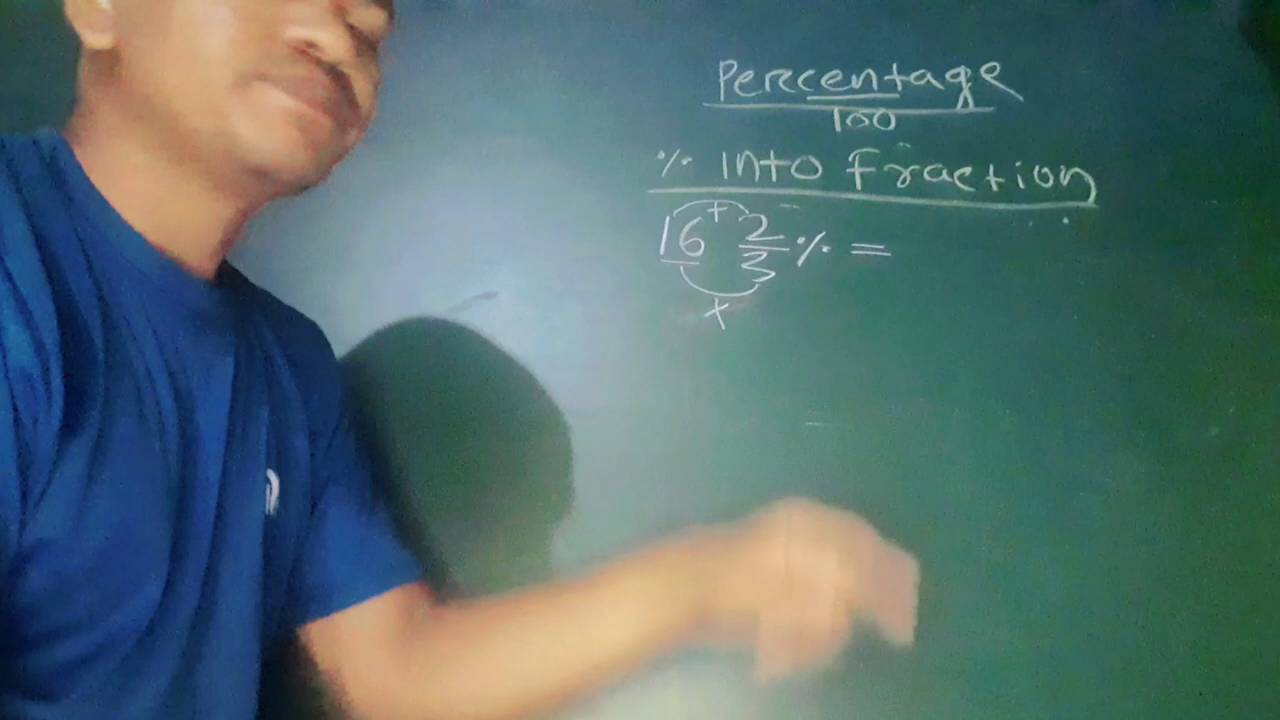 Percentage
100
% into fraction
16 + 2/3 % =
×